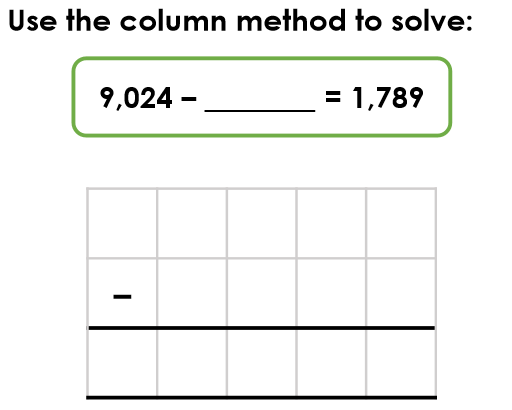 Use the column method to solve:
9,024 – ________ = 1,789
–